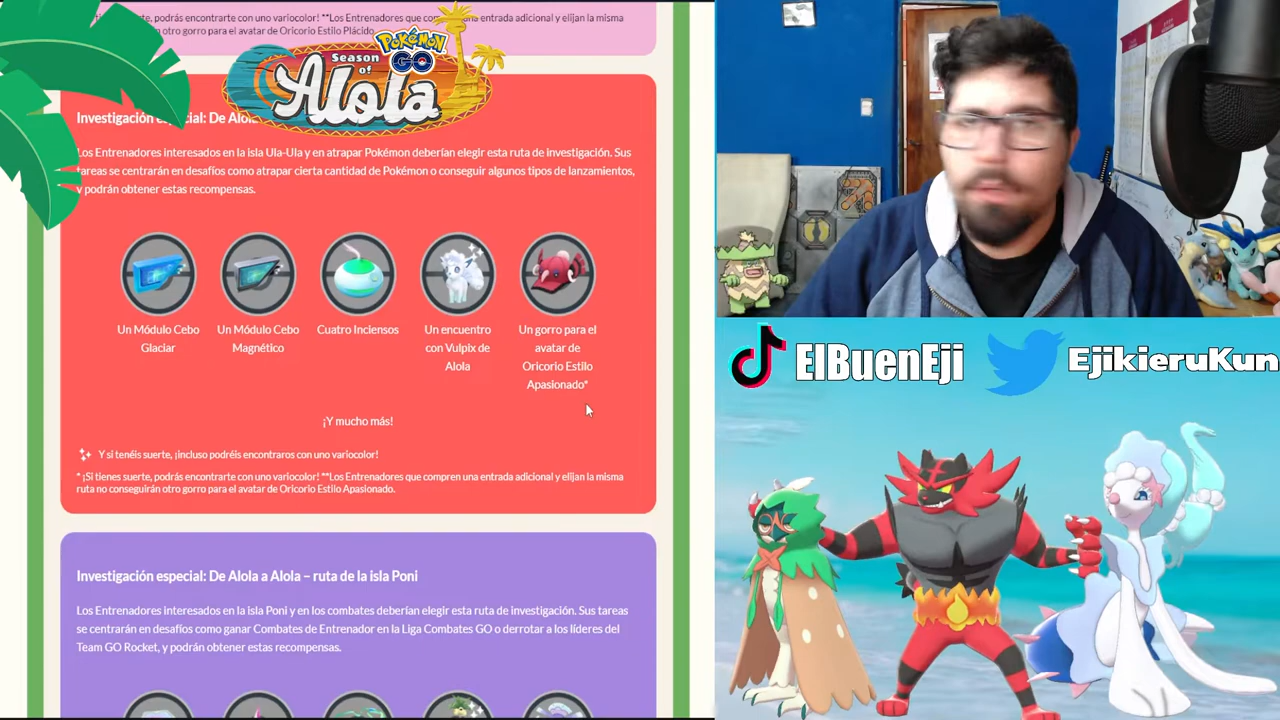 , podrás encontrarte con uno variocolor! **Los Entrenadores que compren una entrada adicional y elijan la misma
otro gorro para el avatar de Oricorio Estilo Plácido.
Pokémon
GO
Season
of
Alola
Investigación especial: De Alola
Los Entrenadores interesados en la isla Ula-Ula y en atrapar Pokémon deberían elegir esta ruta de investigación. Sus
tareas se centrarán en desafíos como atrapar cierta cantidad de Pokémon o conseguir algunos tipos de lanzamientos,
y podrán obtener estas recompensas.
Un Módulo Cebo
Glaciar
Un Módulo Cebo
Magnético
Cuatro Inciensos
Un encuentro
con Vulpix de
Alola
Un gorro para el
avatar de
Oricorio Estilo
Apasionado*
¡Y mucho más!
Y si tenéis suerte, ¡incluso podréis encontraros con uno variocolor!
* ¡Si tienes suerte, podrás encontrarte con uno variocolor! **Los Entrenadores que compren una entrada adicional y elijan la misma
ruta no conseguirán otro gorro para el avatar de Oricorio Estilo Apasionado.
Investigación especial: De Alola a Alola – ruta de la isla Poni
Los Entrenadores interesados en la isla Poni y en los combates deberían elegir esta ruta de investigación. Sus tareas
se centrarán en desafíos como ganar Combates de Entrenador en la Liga Combates GO o derrotar a los líderes del
Team GO Rocket, y podrán obtener estas recompensas.
ElBuenEji
EjikieruKun